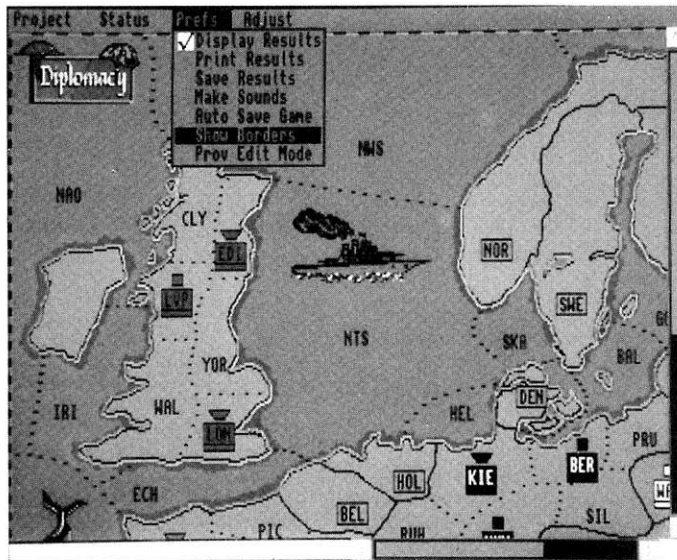 Project Status Prefs Adjust
Display Results
Print Results
Save Results
Make Sounds
Auto Save Game
Show Borders
Prov Edit Mode
Diplomacy
NWS
NAO
CLY
EDI
NOR
LVP
SWE
NTS
SKA
YOR
BAL
DEN
IRI
WAL
HEL
LON
PRU
BER
HOL
KIE
ECH
BEL
SIL
PIC
RUH